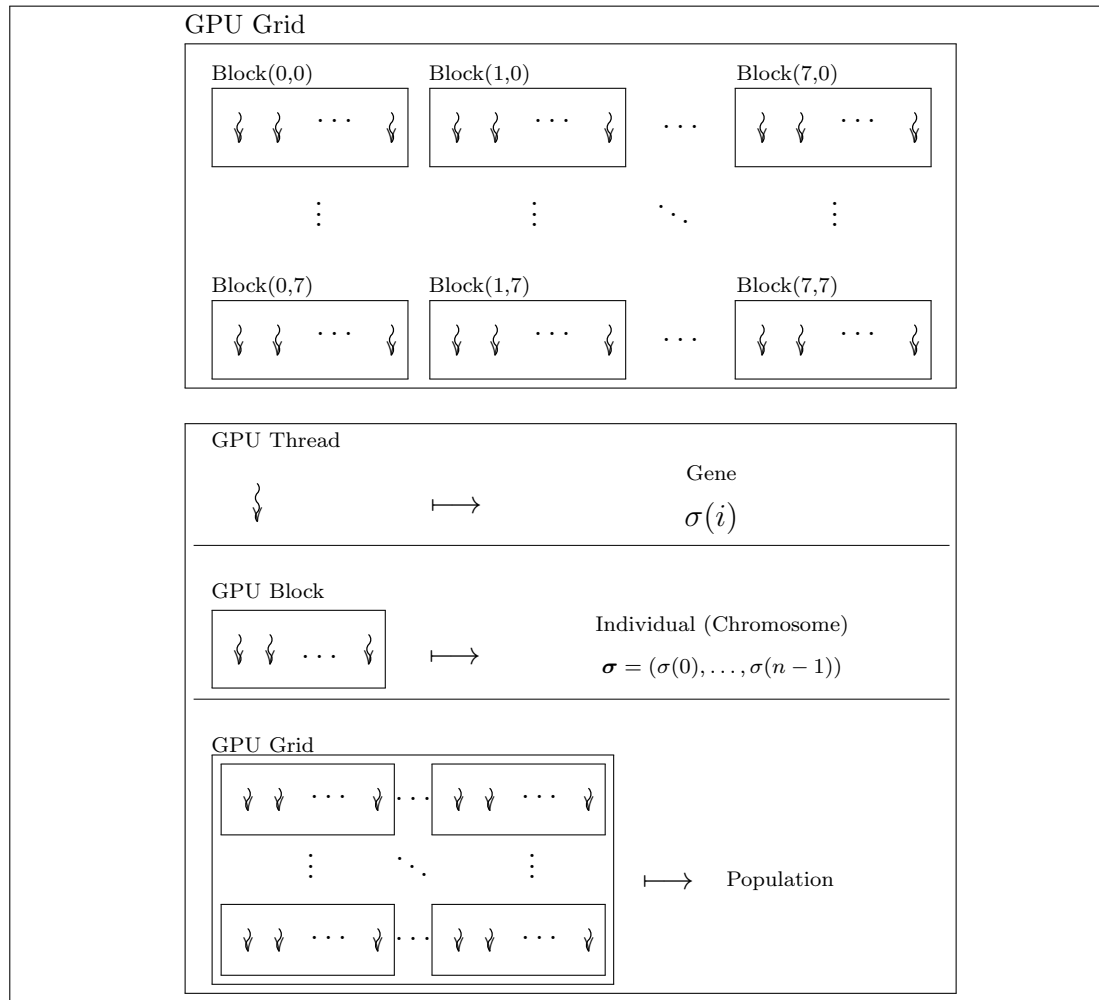 GPU Grid
Block(0,0) Block(1,0) Block(7,0)
· · · · · · · · · · · ·
⋮ ⋮ ⋱ ⋮
Block(0,7) Block(1,7) Block(7,7)
· · · · · · · · · · · ·
GPU Thread
Gene
⟼ σ(i)
GPU Block
Individual (Chromosome)
· · · ⟼ σ = (σ(0), . . . , σ(n − 1))
GPU Grid
· · · · · · · · ·
⋮ ⋱ ⋮
⟼ Population
· · · · · · · · ·